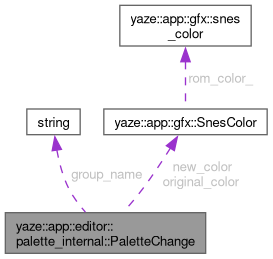 yaze::app::gfx::snes
_color
rom_color_
string
yaze::app::gfx::SnesColor
group_name
new_color
original_color
yaze::app::editor::
palette_internal::PaletteChange